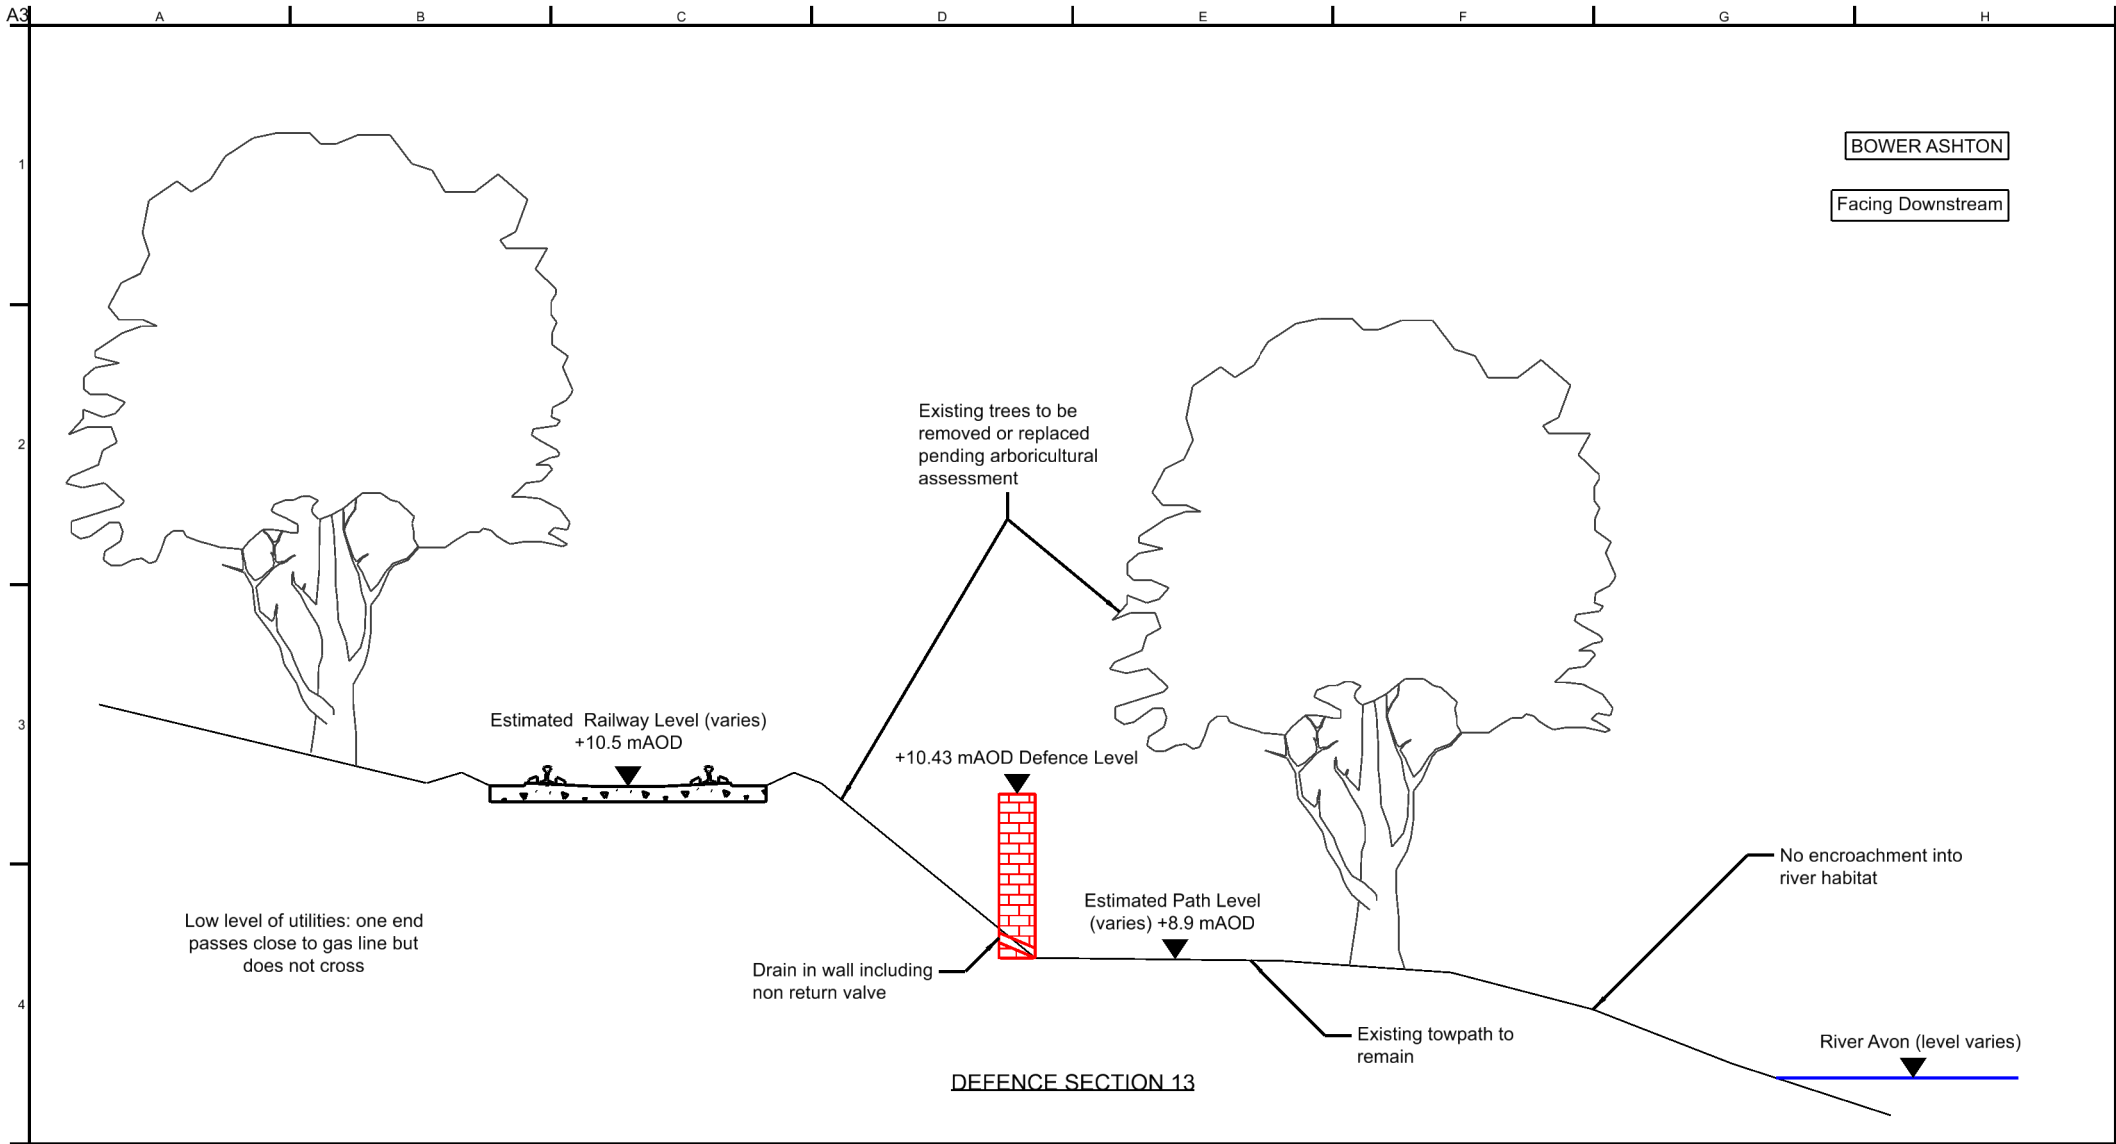 A3
A
B
C
D
E
F
G
H
1
2
3
4
BOWER ASHTON
Facing Downstream
Existing trees to be
removed or replaced
pending arboricultural
assessment
Estimated Railway Level (varies)
+10.5 mAOD
+10.43 mAOD Defence Level
No encroachment into
river habitat
Estimated Path Level
(varies) +8.9 mAOD
Low level of utilities: one end
passes close to gas line but
does not cross
Drain in wall including
non return valve
Existing towpath to
remain
River Avon (level varies)
DEFENCE SECTION 13